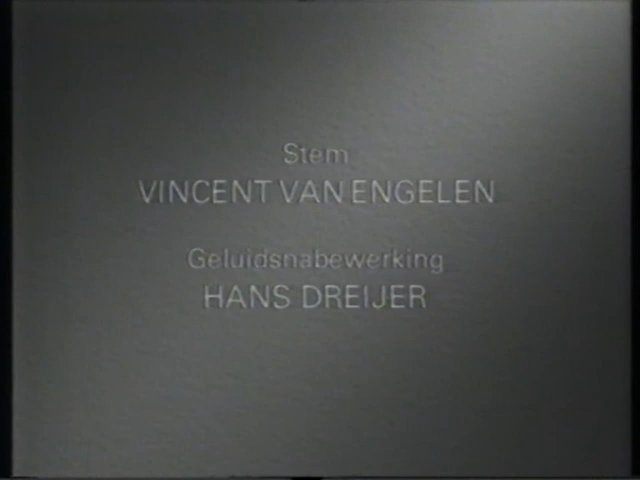 Stem
VINCENT VAN ENGELEN
Geluidsnabewerking
HANS DREIJER